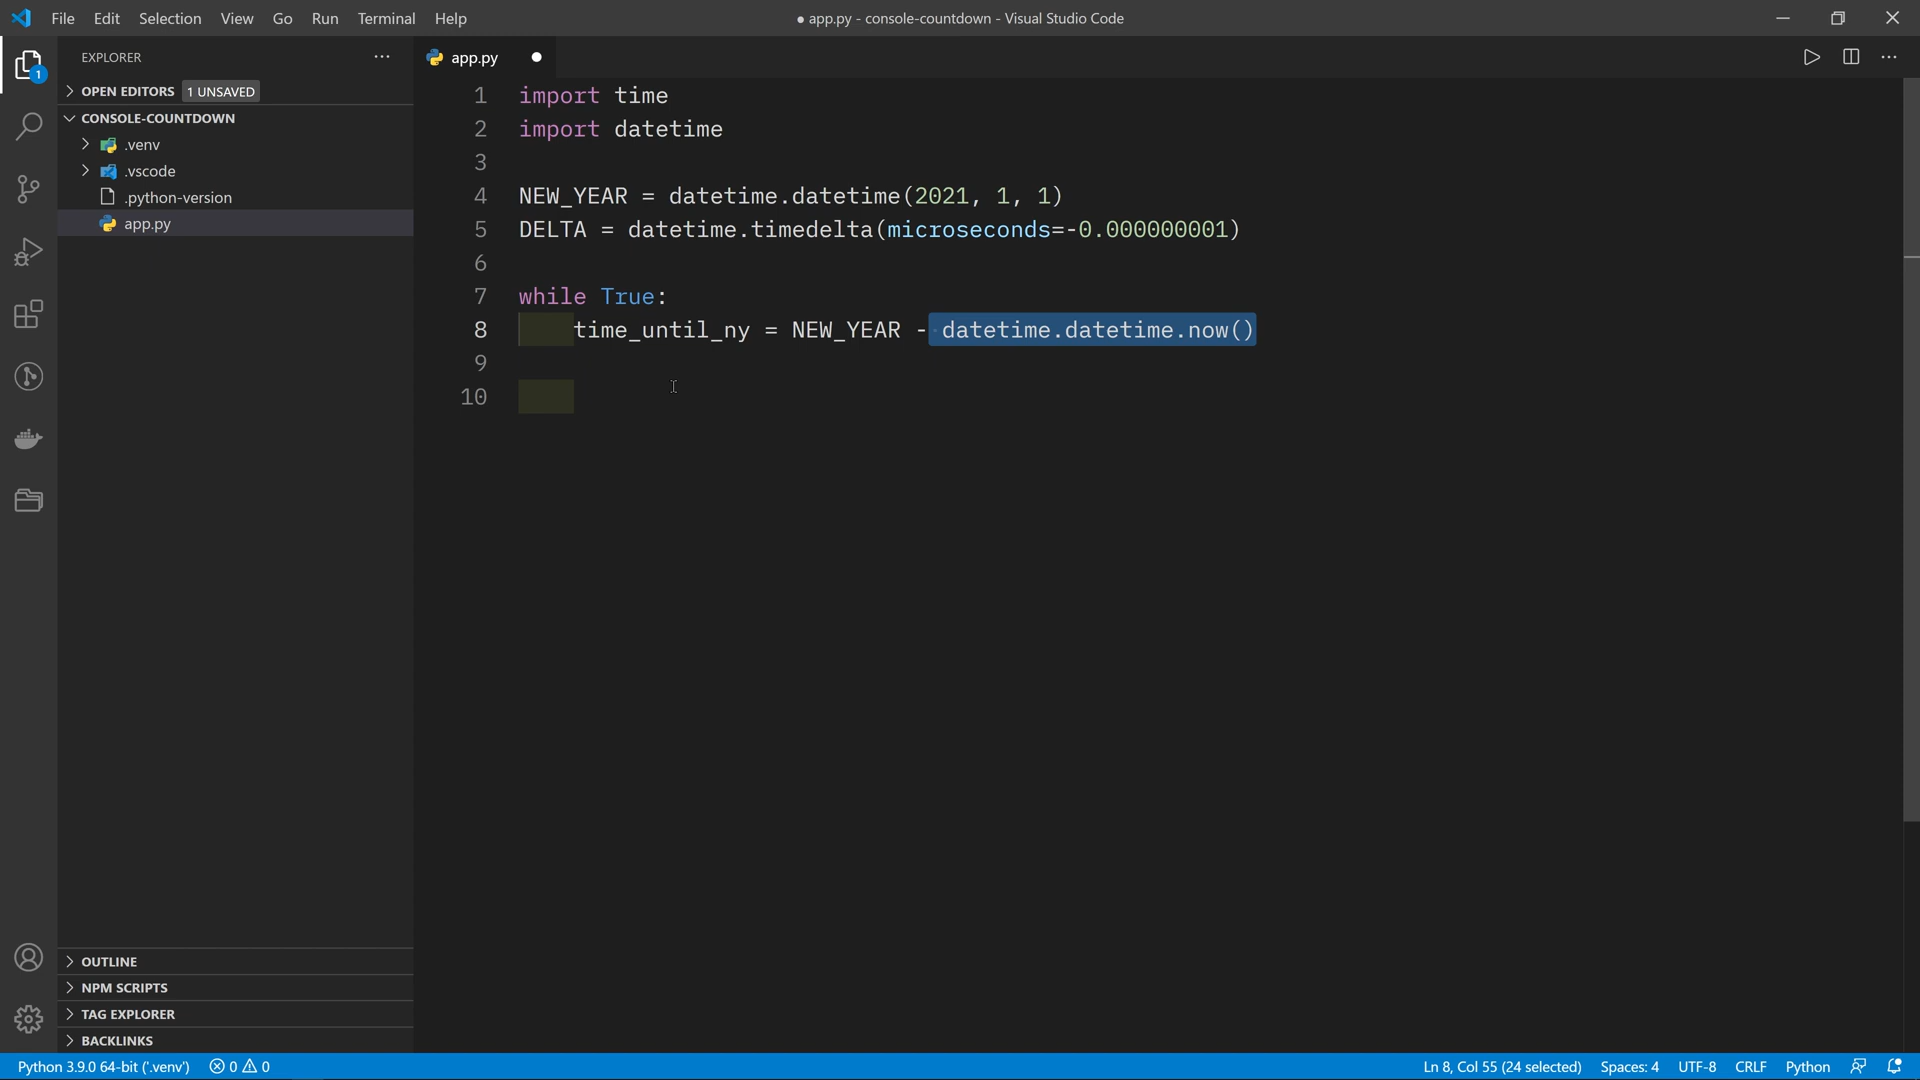 File Edit Selection View Go Run Terminal Help
● app.py - console-countdown - Visual Studio Code
1
EXPLORER
OPEN EDITORS 1 UNSAVED
CONSOLE-COUNTDOWN
.venv
.vscode
.python-version
app.py
OUTLINE
NPM SCRIPTS
TAG EXPLORER
BACKLINKS
app.py
1 import time
2 import datetime
3
4 NEW_YEAR = datetime.datetime(2021, 1, 1)
5 DELTA = datetime.timedelta(microseconds=-0.000000001)
6
7 while True:
8 time_until_ny = NEW_YEAR - datetime.datetime.now()
9
10
Python 3.9.0 64-bit ('.venv') 0 0 Ln 8, Col 55 (24 selected) Spaces: 4 UTF-8 CRLF Python